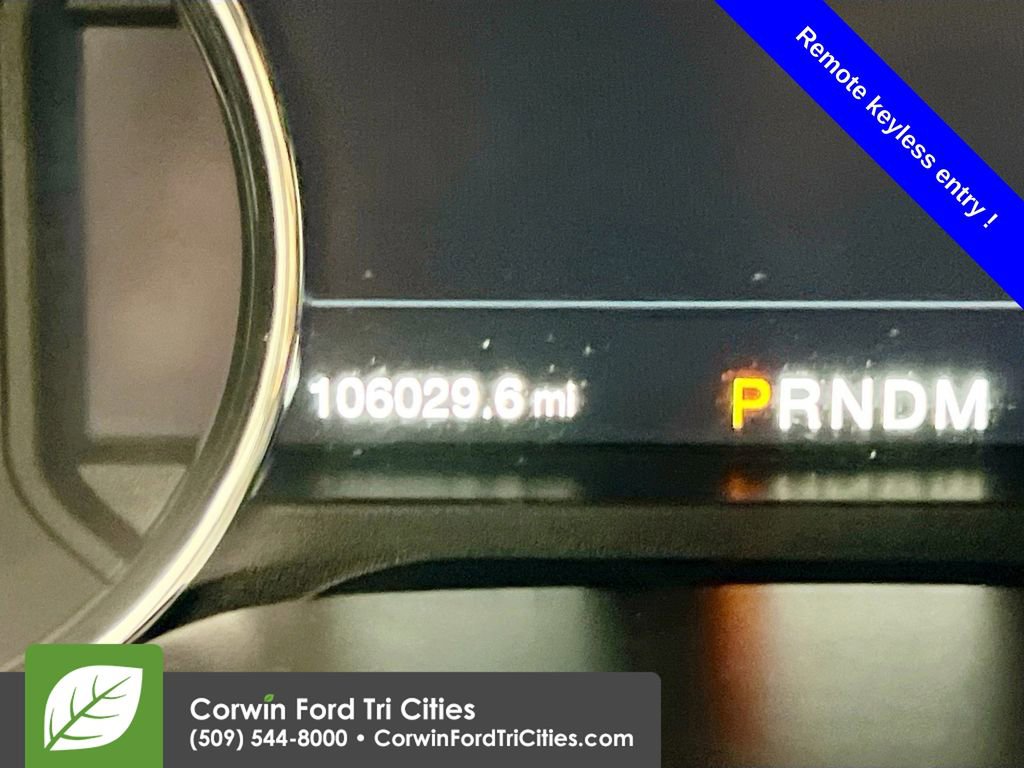 Remote keyless entry !
106029.6 mi
PRNDM
Corwin Ford Tri Cities
(509) 544-8000 • CorwinFordTriCities.com